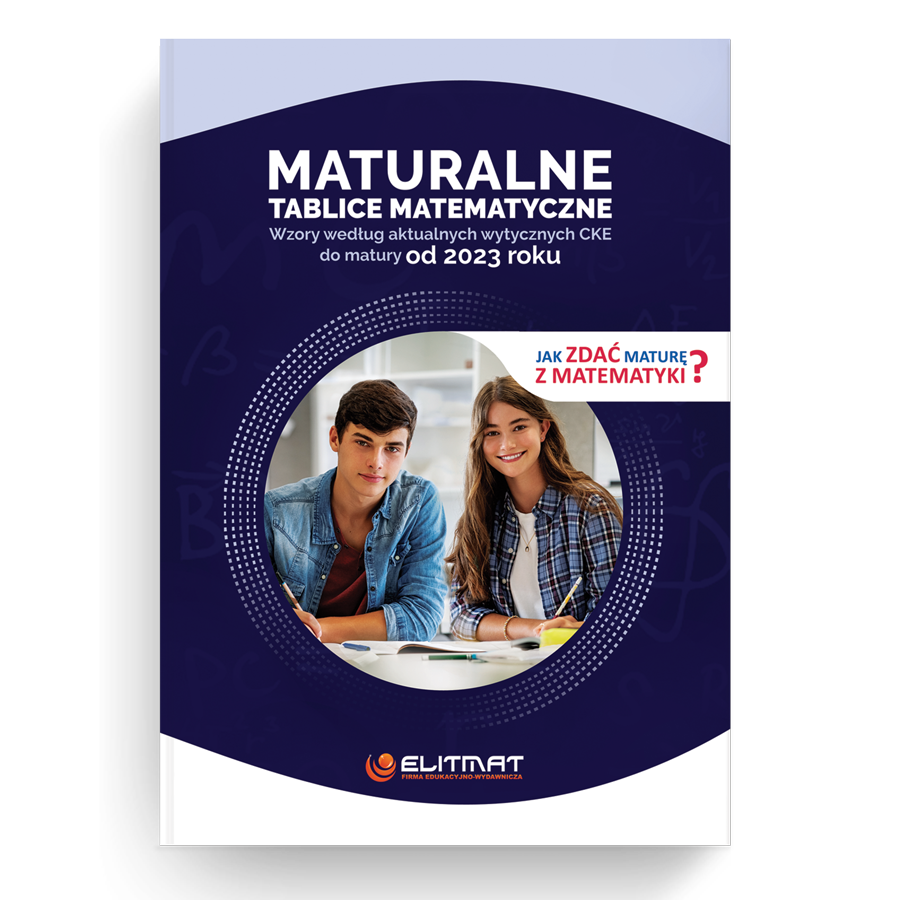 MATURALNE
TABLICE MATEMATYCZNE
Wzory według aktualnych wytycznych CKE
do matury od 2023 roku
JAK ZDAĆ MATURĘ
Z MATEMATYKI?
ELITMAT
FIRMA EDUKACYJNO-WYDAWNICZA